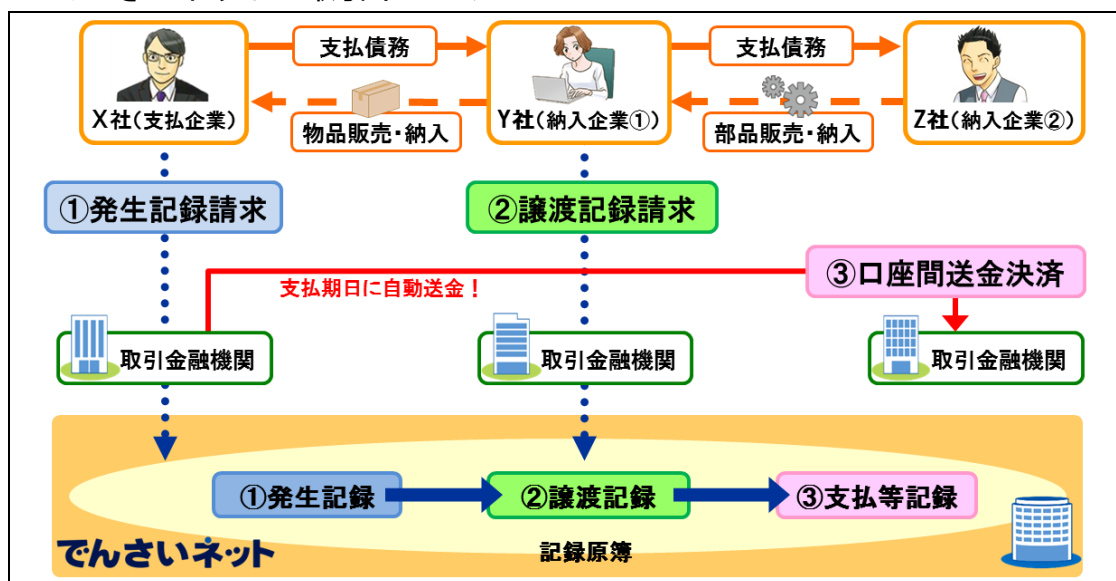 支払債務
支払債務
X社(支払企業)
物品販売・納入
Y社(納入企業①)
部品販売・納入
Z社(納入企業②)
①発生記録請求
②譲渡記録請求
③口座間送金決済
支払期日に自動送金!
取引金融機関
取引金融機関
取引金融機関
①発生記録
②譲渡記録
③支払等記録
でんさいネット
記録原簿